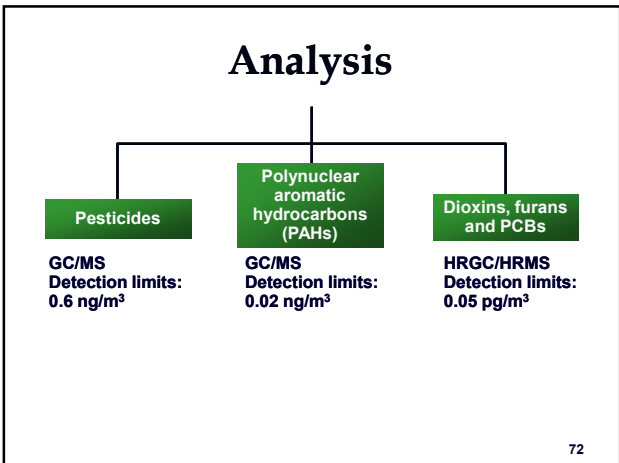 Analysis
Pesticides
GC/MS
Detection limits:
0.6 ng/m³
Polynuclear
aromatic
hydrocarbons
(PAHs)
GC/MS
Detection limits:
0.02 ng/m³
Dioxins, furans
and PCBs
HRGC/HRMS
Detection limits:
0.05 pg/m³
72